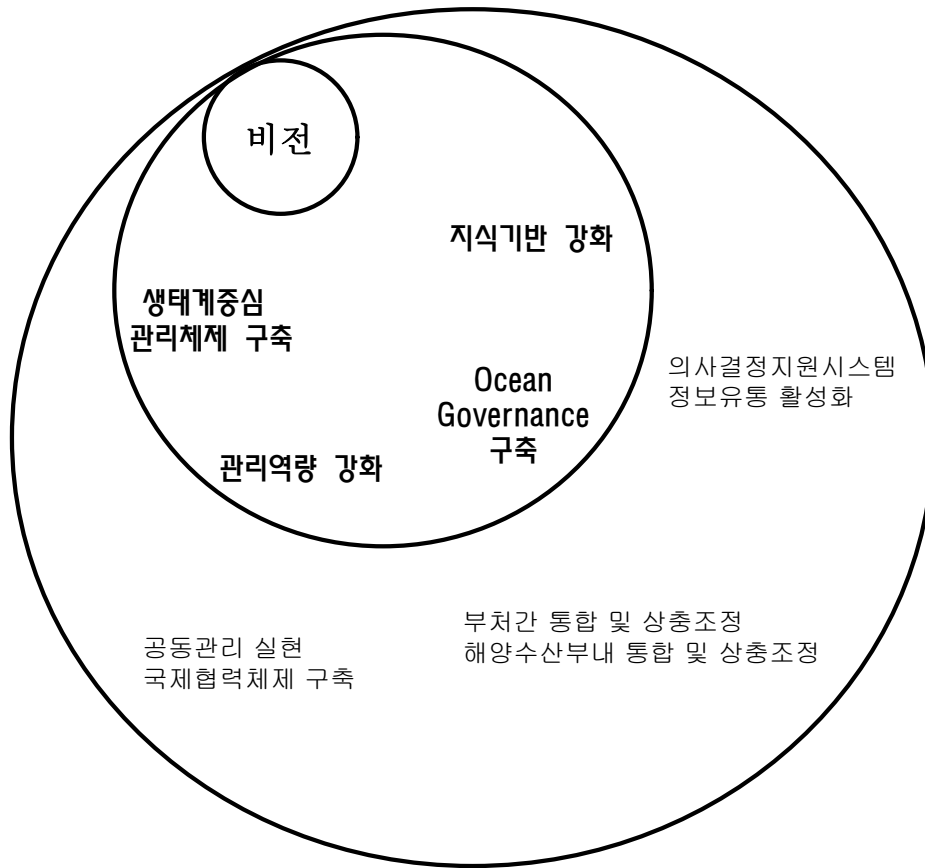 비전
지식기반 강화
생태계중심
관리체제 구축
Ocean
Governance
구축
관리역량 강화
의사결정지원시스템
정보유통 활성화
부처간 통합 및 상충조정
해양수산부내 통합 및 상충조정
공동관리 실현
국제협력체제 구축